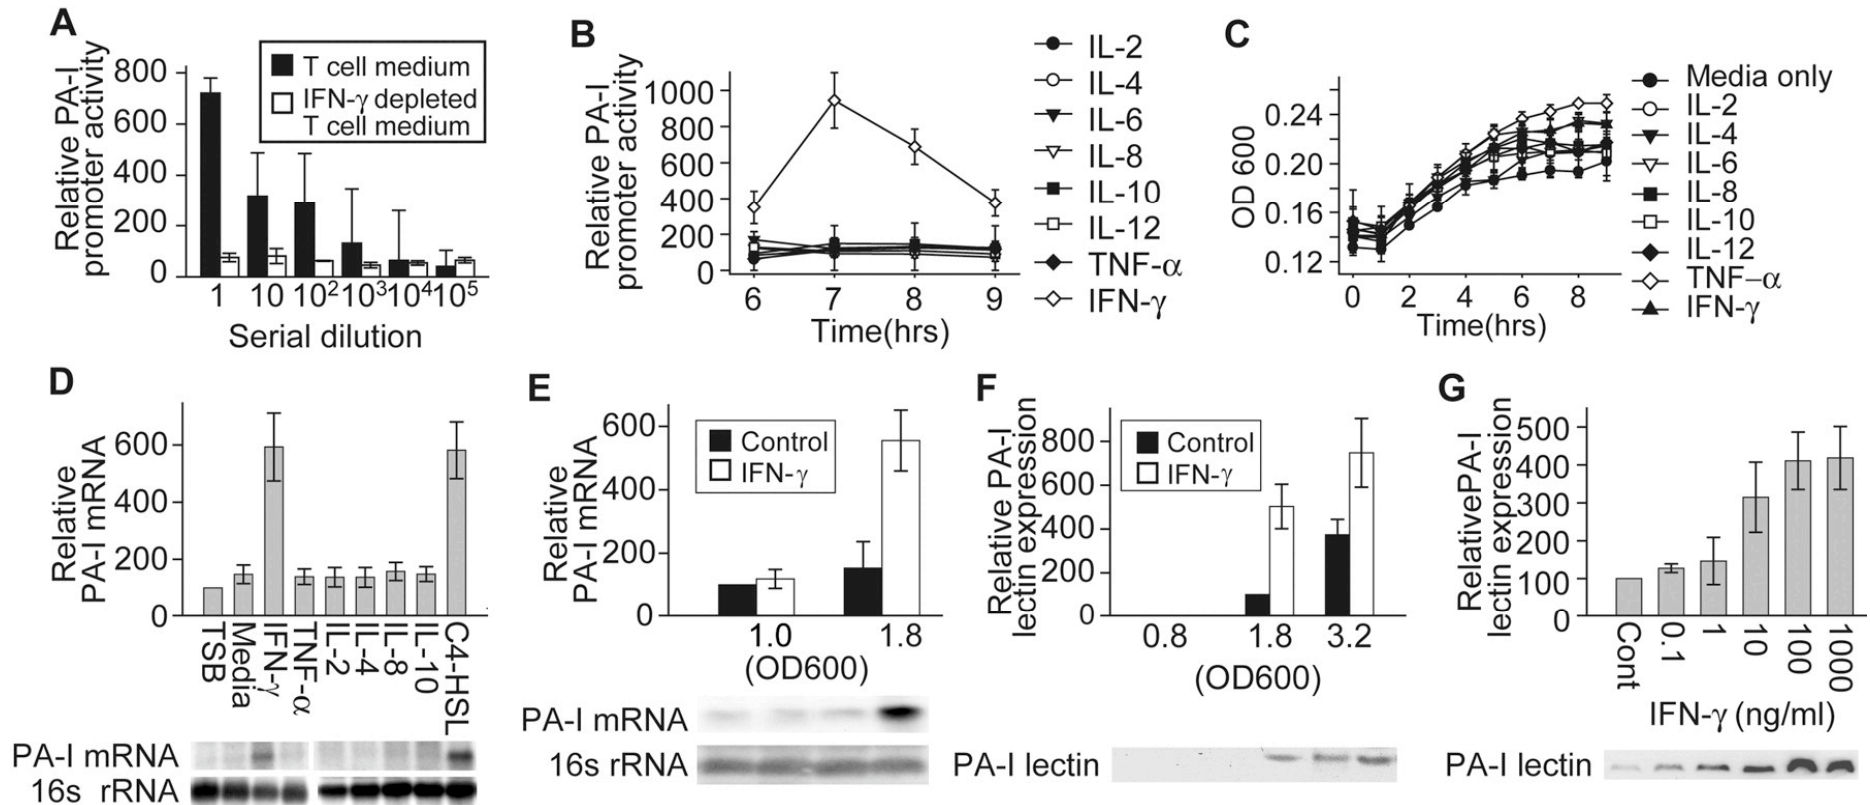 A
Relative PA-I
promoter activity
800
600
400
200
0
T cell medium
IFN-γ depleted
T cell medium
1 10 10² 10³ 10⁴ 10⁵
Serial dilution
B
Relative PA-I
promoter activity
1000
800
600
400
200
0
6 7 8 9
Time(hrs)
IL-2
IL-4
IL-6
IL-8
IL-10
IL-12
TNF-α
IFN-γ
C
OD 600
0.24
0.20
0.16
0.12
0 2 4 6 8
Time(hrs)
Media only
IL-2
IL-4
IL-6
IL-8
IL-10
IL-12
TNF-α
IFN-γ
D
Relative
PA-I mRNA
600
400
200
0
TSB
Media
IFN-γ
TNF-α
IL-2
IL-4
IL-8
IL-10
C4-HSL
PA-I mRNA
16s rRNA
E
Relative
PA-I mRNA
600
400
200
0
Control
IFN-γ
1.0 1.8
(OD600)
PA-I mRNA
16s rRNA
F
Relative PA-I
lectin expression
800
600
400
200
0
Control
IFN-γ
0.8 1.8 3.2
(OD600)
PA-I lectin
G
RelativePA-I
lectin expression
500
400
300
200
100
0
Cont
0.1
1
10
100
1000
IFN-γ (ng/ml)
PA-I lectin